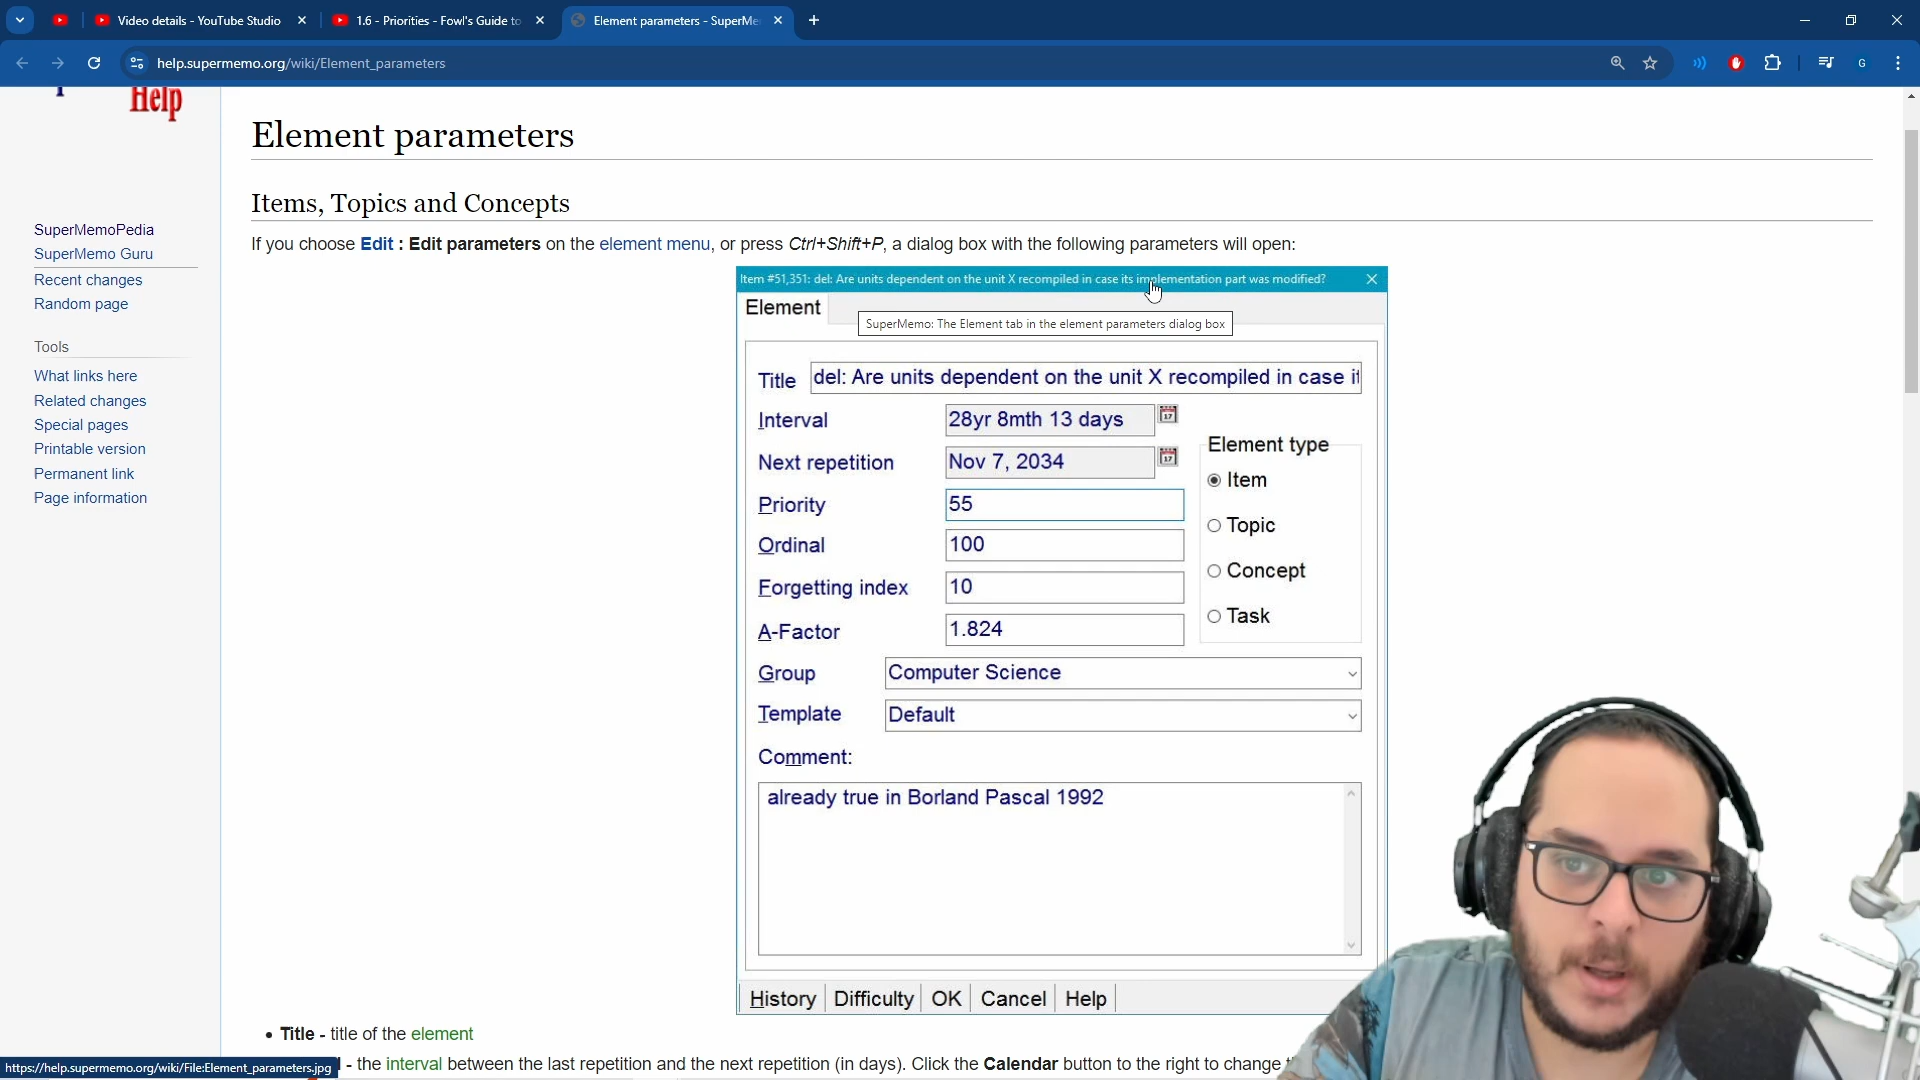 Video details - YouTube Studio
1.6 - Priorities - Fowl's Guide to
Element parameters - SuperMe
help.supermemo.org/wiki/Element_parameters
G
Help
SuperMemoPedia
SuperMemo Guru
Recent changes
Random page
Tools
What links here
Related changes
Special pages
Printable version
Permanent link
Page information
Element parameters
Items, Topics and Concepts
If you choose Edit : Edit parameters on the element menu, or press Ctrl+Shift+P, a dialog box with the following parameters will open:
Item #51,351: del: Are units dependent on the unit X recompiled in case its implementation part was modified?
Element
SuperMemo: The Element tab in the element parameters dialog box
Title del: Are units dependent on the unit X recompiled in case it
Interval 28yr 8mth 13 days 17
Next repetition Nov 7, 2034 17
Priority 55
Ordinal 100
Forgetting index 10
A-Factor 1.824
Element type
Item
Topic
Concept
Task
Group Computer Science
Template Default
Comment:
already true in Borland Pascal 1992
History Difficulty OK Cancel Help
• Title - title of the element
- the interval between the last repetition and the next repetition (in days). Click the Calendar button to the right to change
https://help.supermemo.org/wiki/File:Element_parameters.jpg